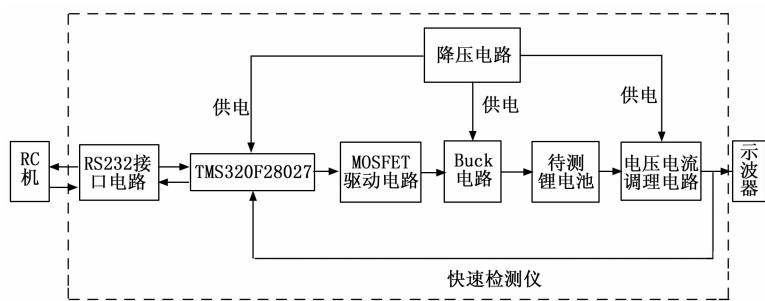 降压电路
供电
供电
供电
RC
机
RS232接
口电路
TMS320F28027
MOSFET
驱动电路
Buck
电路
待测
锂电池
电压电流
调理电路
示
波
器
快速检测仪